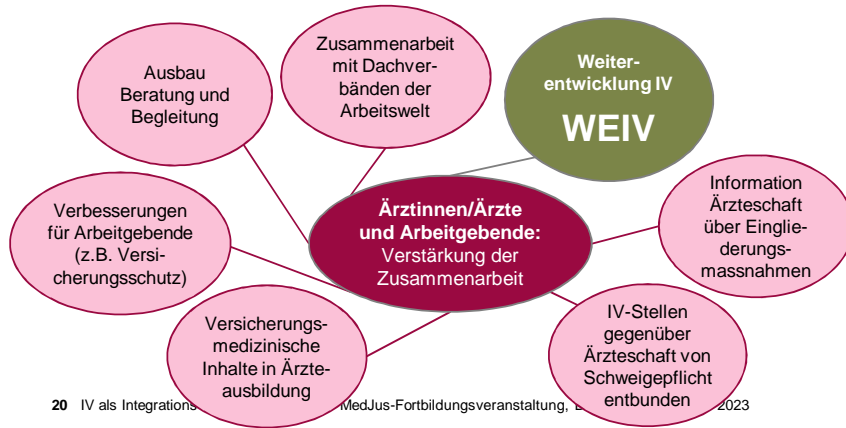 Ausbau
Beratung und
Begleitung
Zusammenarbeit
mit Dachver-
bänden der
Arbeitswelt
Weiter-
entwicklung IV
WEIV
Verbesserungen
für Arbeitgebende
(z.B. Versi-
cherungsschutz)
Ärztinnen/Ärzte
und Arbeitgebende:
Verstärkung der
Zusammenarbeit
Information
Ärzteschaft
über Einglie-
derungs-
massnahmen
Versicherungs-
medizinische
Inhalte in Ärzte-
ausbildung
IV-Stellen
gegenüber
Ärzteschaft von
Schweigepflicht
entbunden
20 IV als Integrations MedJus-Fortbildungsveranstaltung, 2023